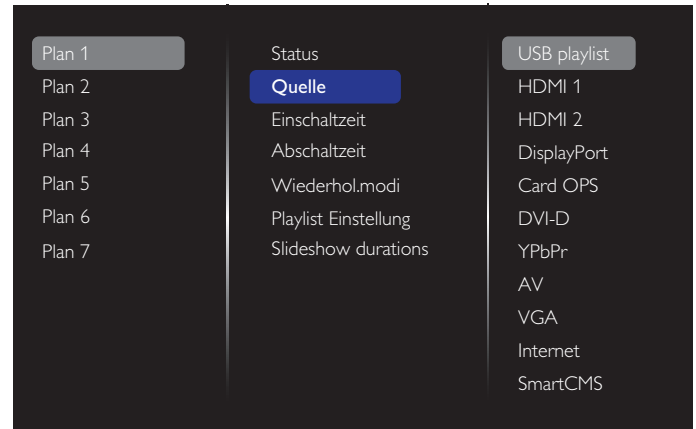 Plan 1
Plan 2
Plan 3
Plan 4
Plan 5
Plan 6
Plan 7
Status
Quelle
Einschaltzeit
Abschaltzeit
Wiederhol.modi
Playlist Einstellung
Slideshow durations
USB playlist
HDMI 1
HDMI 2
DisplayPort
Card OPS
DVI-D
YPbPr
AV
VGA
Internet
SmartCMS